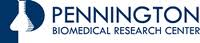 PENNINGTON
BIOMEDICAL RESEARCH CENTER